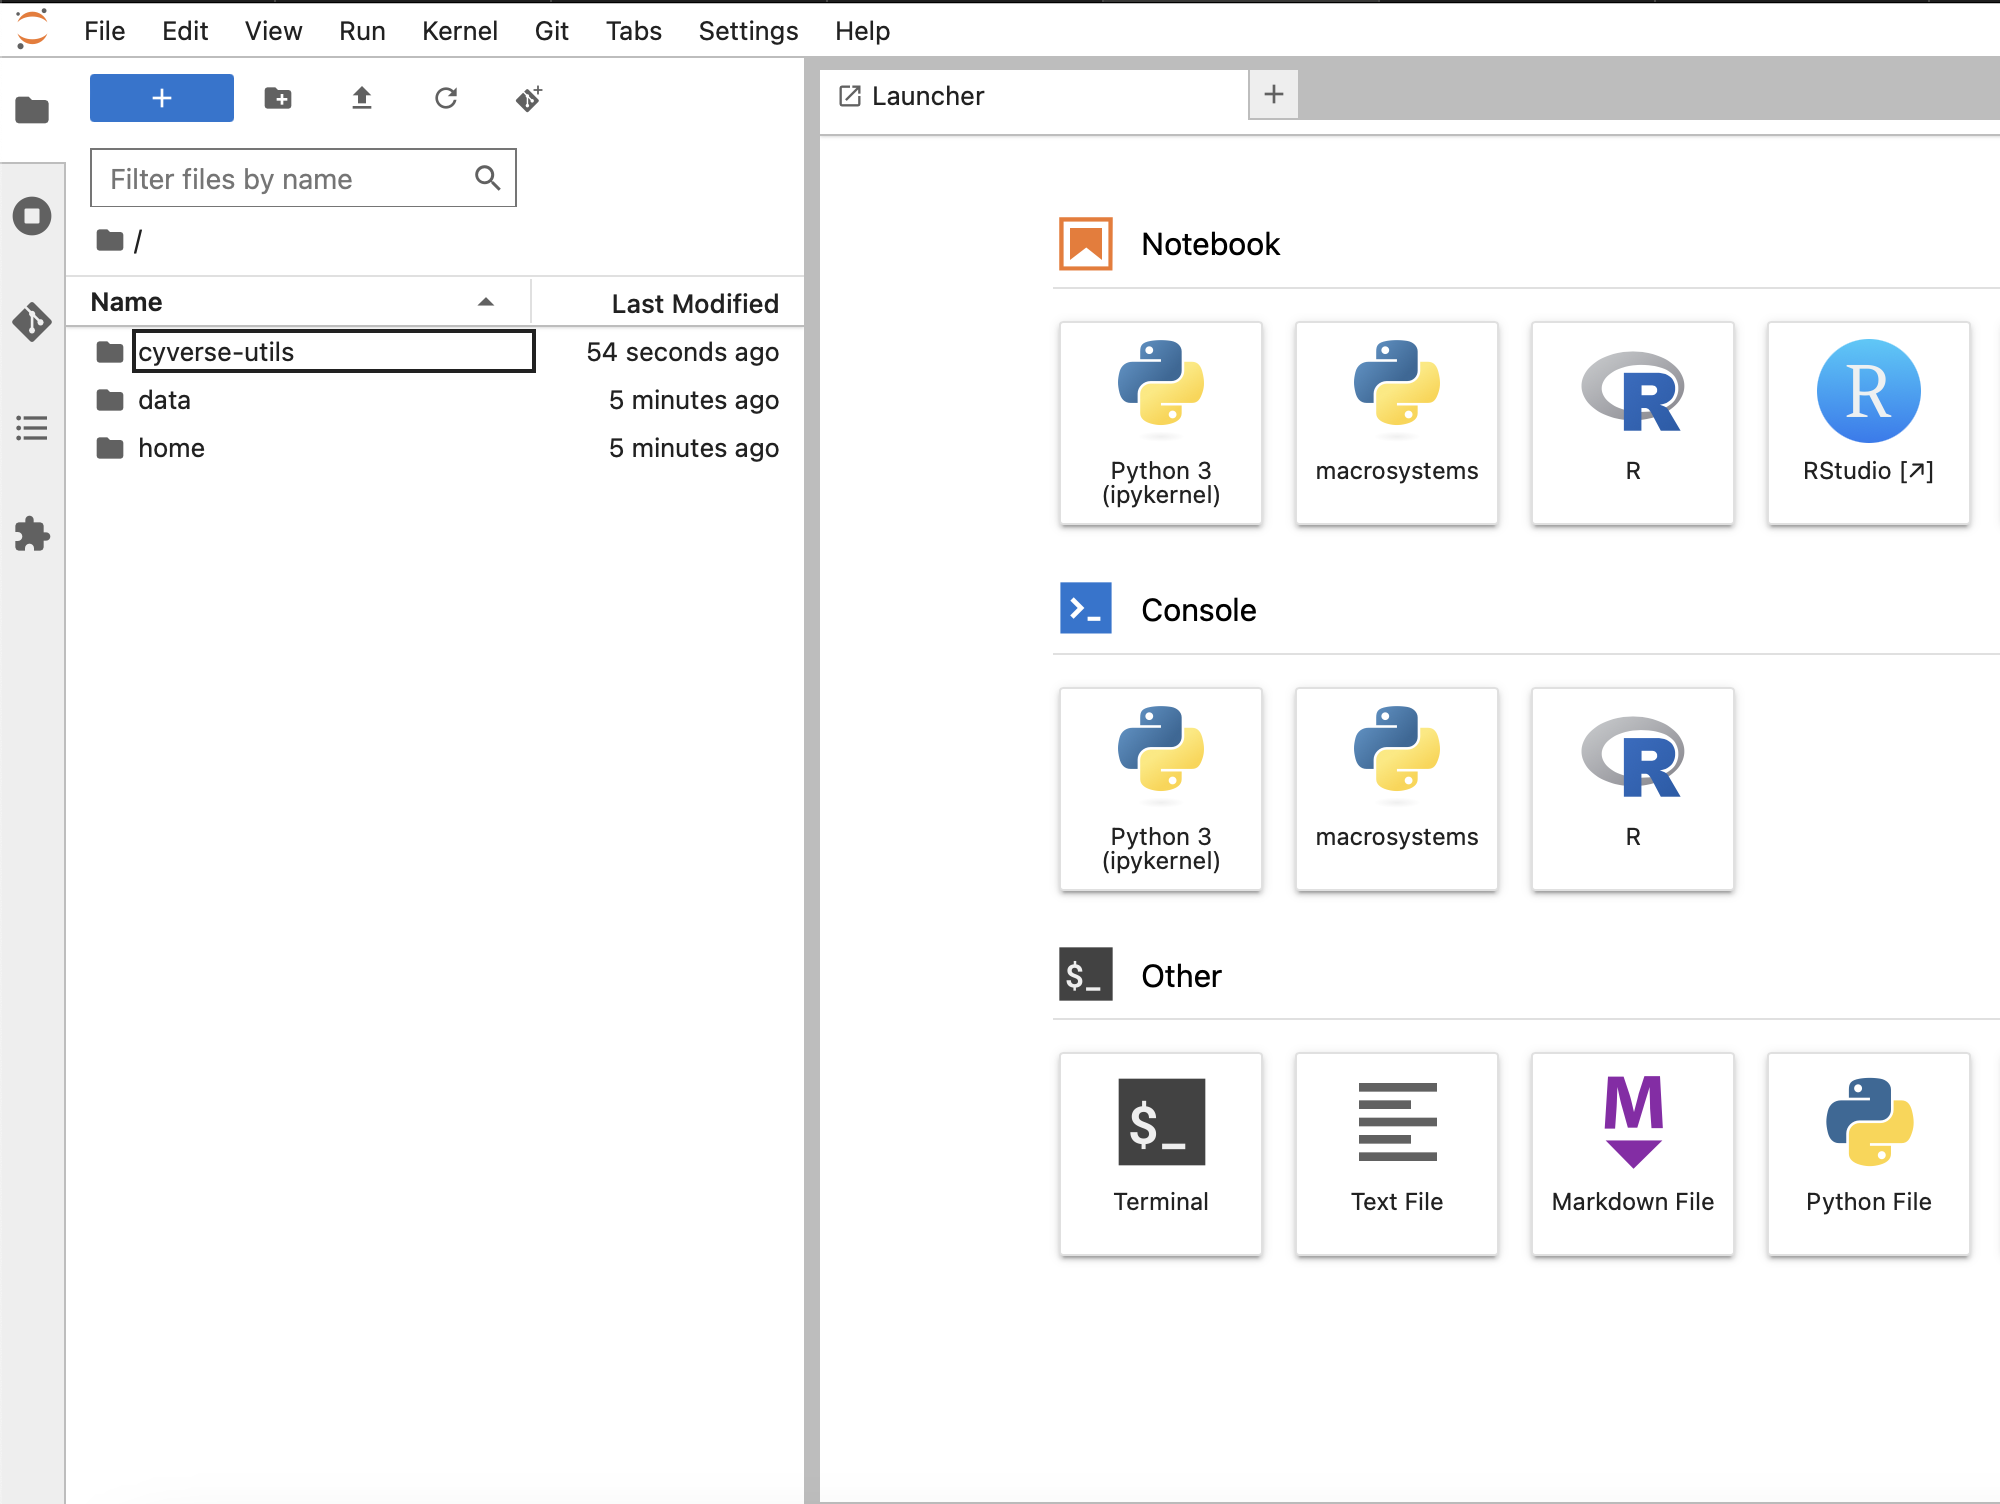 File Edit View Run Kernel Git Tabs Settings Help
+
Launcher
+
Filter files by name
/
Name Last Modified
cyverse-utils 54 seconds ago
data 5 minutes ago
home 5 minutes ago
Notebook
Python 3 (ipykernel)
macrosystems
R
RStudio [↗]
>_ Console
Python 3 (ipykernel)
macrosystems
R
$_ Other
$_
Terminal
Text File
M
Markdown File
Python File